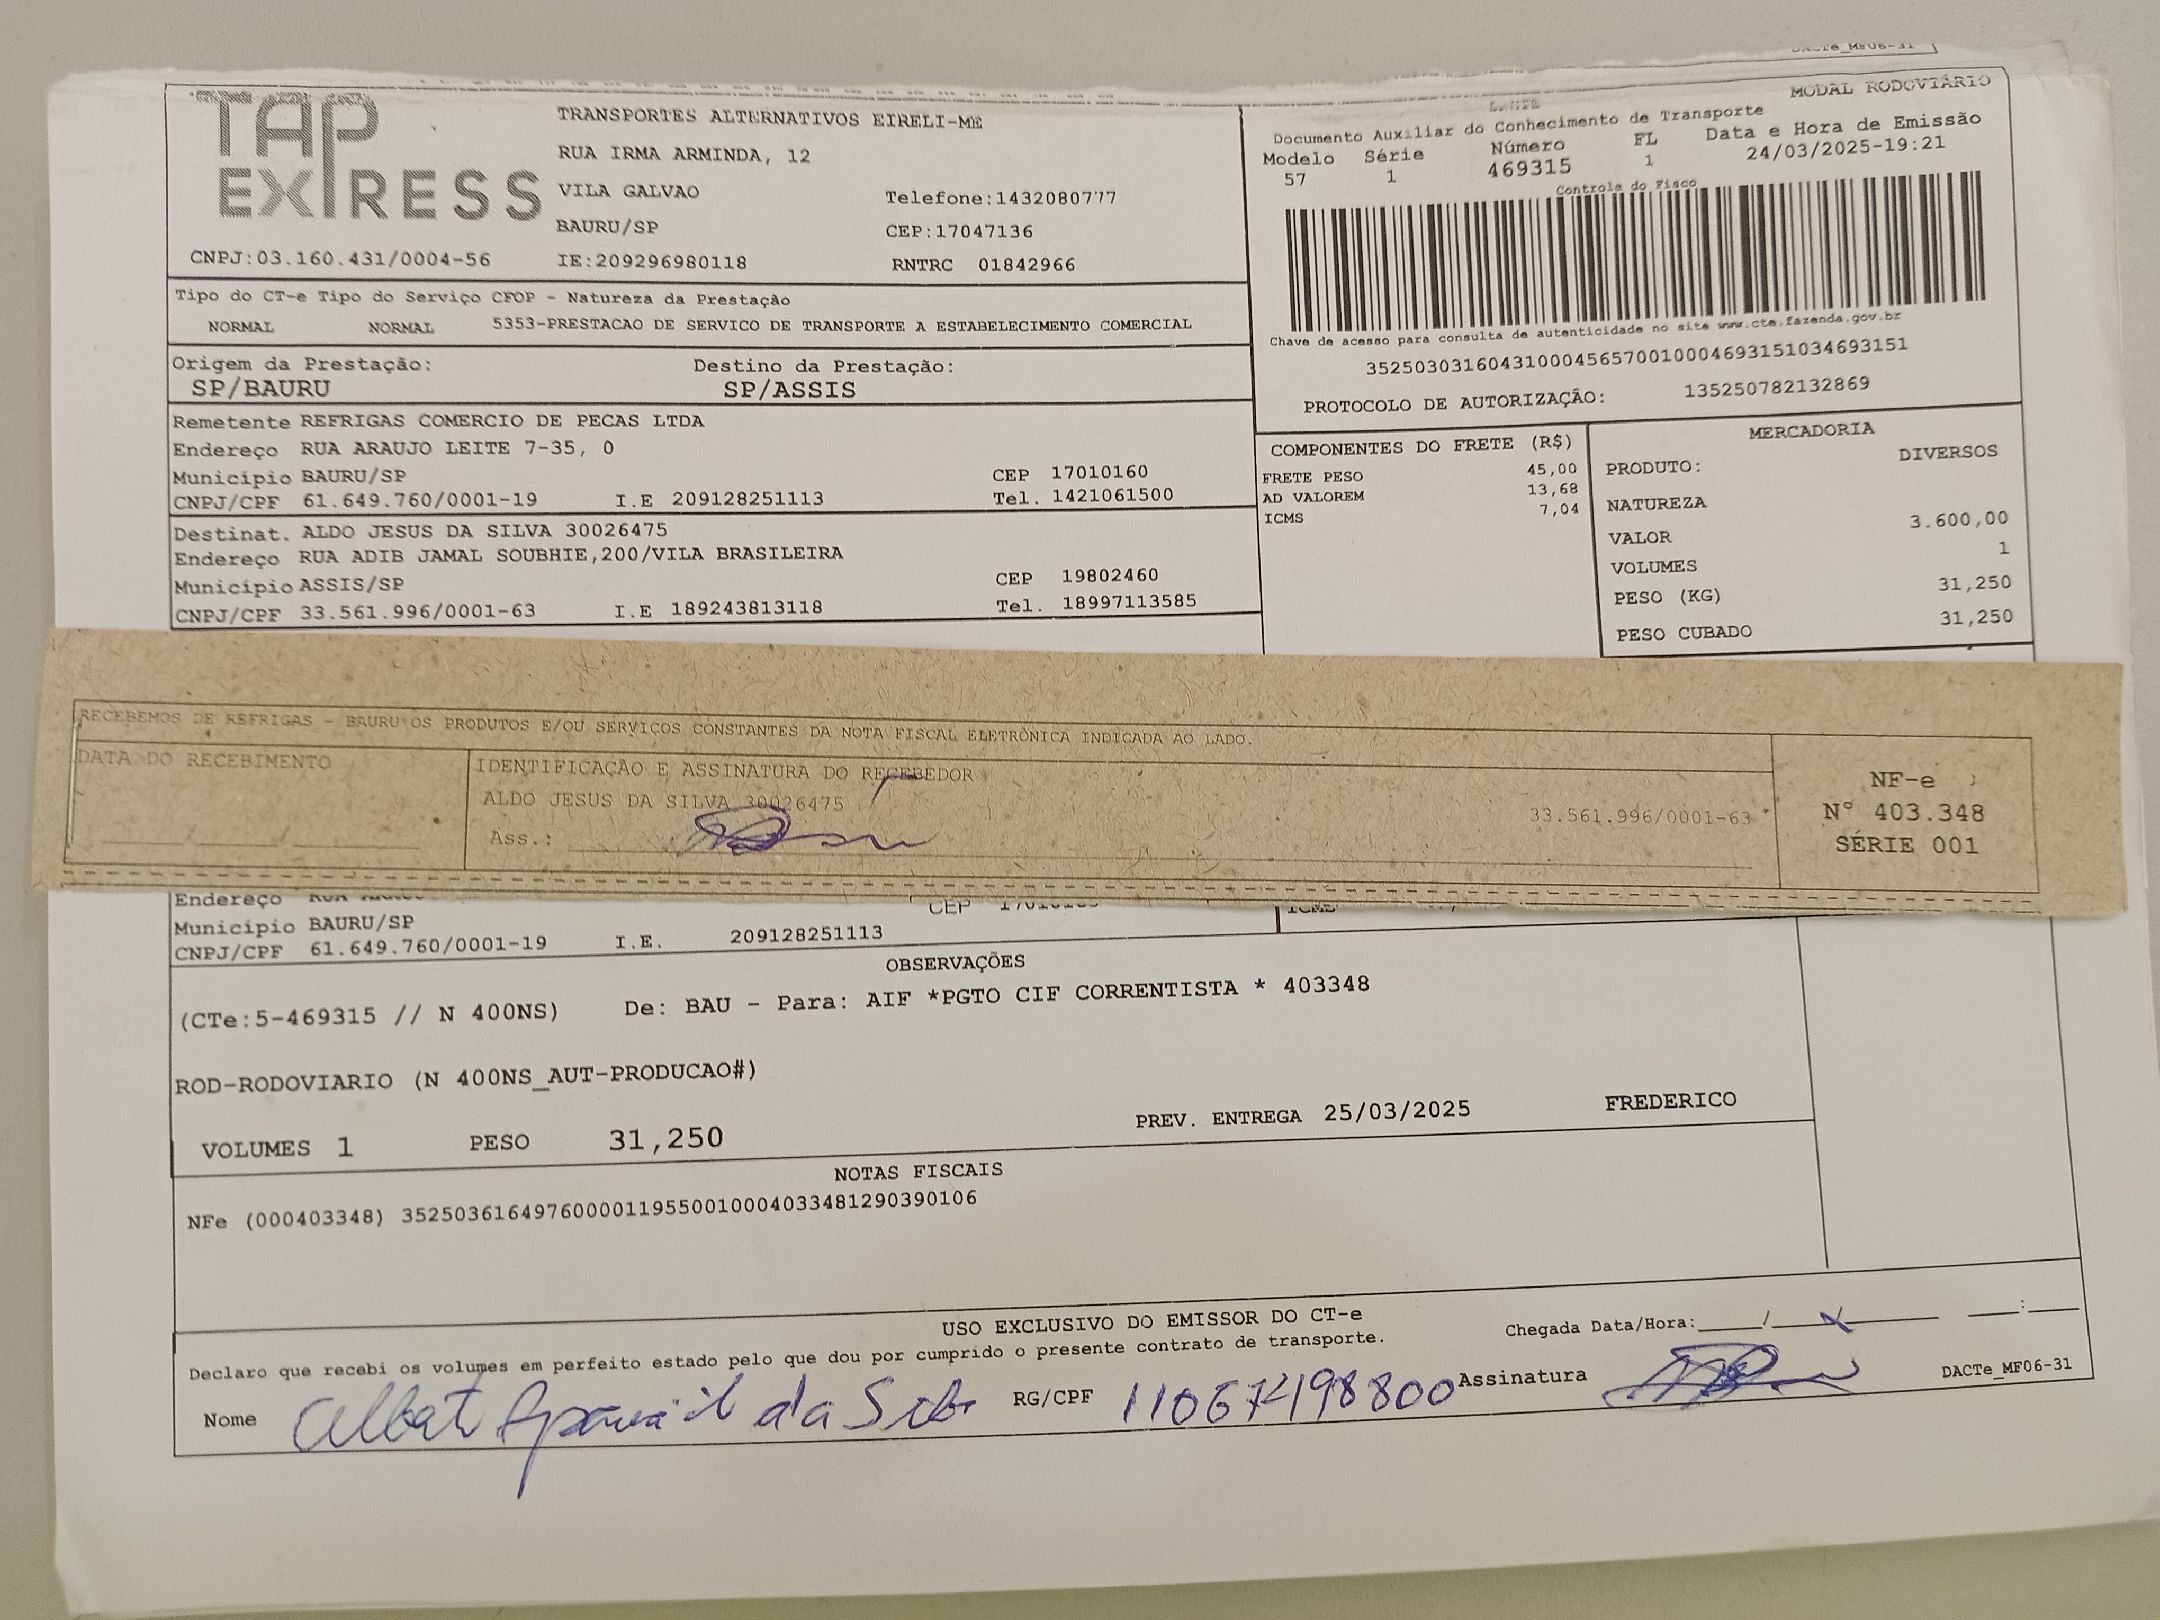 DACTe_MF06-31
MODAL RODOVIÁRIO
TAP EXPRESS
TRANSPORTES ALTERNATIVOS EIRELI-ME
RUA IRMA ARMINDA, 12
VILA GALVAO Telefone:1432080777
BAURU/SP CEP:17047136
CNPJ:03.160.431/0004-56 IE:209296980118 RNTRC 01842966
Documento Auxiliar do Conhecimento de Transporte
Modelo Série Número FL Data e Hora de Emissão
57 1 469315 1 24/03/2025-19:21
Controle do Fisco
Chave de acesso para consulta de autenticidade no site www.cte.fazenda.gov.br
35250303160431000456570010004693151034693151
PROTOCOLO DE AUTORIZAÇÃO: 135250782132869
Tipo do CT-e Tipo do Serviço CFOP - Natureza da Prestação
NORMAL NORMAL 5353-PRESTACAO DE SERVICO DE TRANSPORTE A ESTABELECIMENTO COMERCIAL
Origem da Prestação: Destino da Prestação:
SP/BAURU SP/ASSIS
Remetente REFRIGAS COMERCIO DE PECAS LTDA
Endereço RUA ARAUJO LEITE 7-35, 0
Município BAURU/SP CEP 17010160
CNPJ/CPF 61.649.760/0001-19 I.E 209128251113 Tel. 1421061500
Destinat. ALDO JESUS DA SILVA 30026475
Endereço RUA ADIB JAMAL SOUBHIE,200/VILA BRASILEIRA
Município ASSIS/SP CEP 19802460
CNPJ/CPF 33.561.996/0001-63 I.E 189243813118 Tel. 18997113585
COMPONENTES DO FRETE (R$)
FRETE PESO 45,00
AD VALOREM 13,68
ICMS 7,04
MERCADORIA
PRODUTO: DIVERSOS
NATUREZA
VALOR 3.600,00
VOLUMES 1
PESO (KG) 31,250
PESO CUBADO 31,250
RECEBEMOS DE REFRIGAS - BAURU OS PRODUTOS E/OU SERVIÇOS CONSTANTES DA NOTA FISCAL ELETRÔNICA INDICADA AO LADO.
DATA DO RECEBIMENTO
IDENTIFICAÇÃO E ASSINATURA DO RECEBEDOR
ALDO JESUS DA SILVA 30026475 33.561.996/0001-63
Ass.:
NF-e
N° 403.348
SÉRIE 001
Endereço RUA
CEP
ICMS
Município BAURU/SP
CNPJ/CPF 61.649.760/0001-19 I.E. 209128251113
OBSERVAÇÕES
(CTe:5-469315 // N 400NS) De: BAU - Para: AIF *PGTO CIF CORRENTISTA * 403348
ROD-RODOVIARIO (N 400NS_AUT-PRODUCAO#)
PREV. ENTREGA 25/03/2025 FREDERICO
VOLUMES 1 PESO 31,250
NOTAS FISCAIS
NFe (000403348) 35250361649760000119550010004033481290390106
USO EXCLUSIVO DO EMISSOR DO CT-e
Declaro que recebi os volumes em perfeito estado pelo que dou por cumprido o presente contrato de transporte.
Chegada Data/Hora:____/____ ___:___
Nome da Silva RG/CPF 11067498800 Assinatura
DACTe_MF06-31